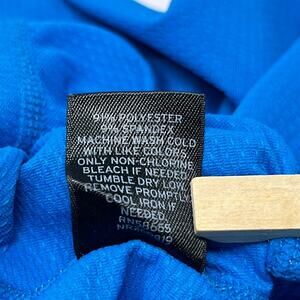 91% POLYESTER
9% SPANDEX
MACHINE WASH COLD
WITH LIKE COLORS
ONLY NON-CHLORINE
BLEACH IF NEEDED
TUMBLE DRY LOW
REMOVE PROMPTLY
COOL IRON IF
NEEDED.